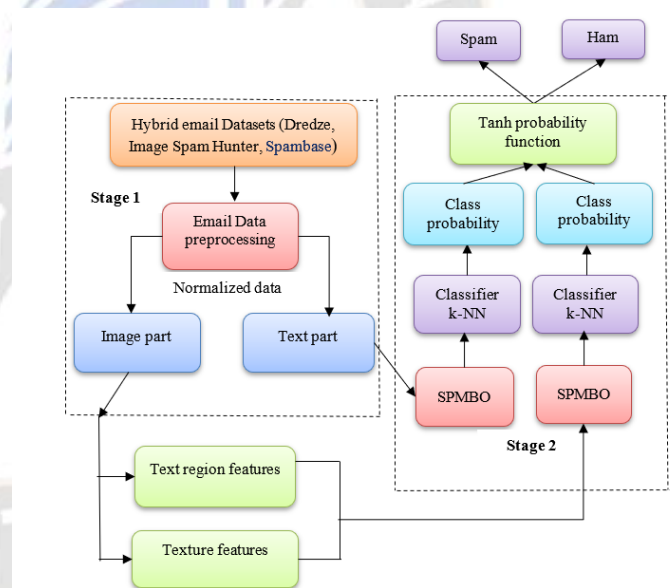 Spam
Ham
Hybrid email Datasets (Dredze,
Image Spam Hunter, Spambase)
Stage 1
Email Data
preprocessing
Normalized data
Image part
Text part
Text region features
Texture features
Tanh probability
function
Class
probability
Class
probability
Classifier
k-NN
Classifier
k-NN
SPMBO
SPMBO
Stage 2